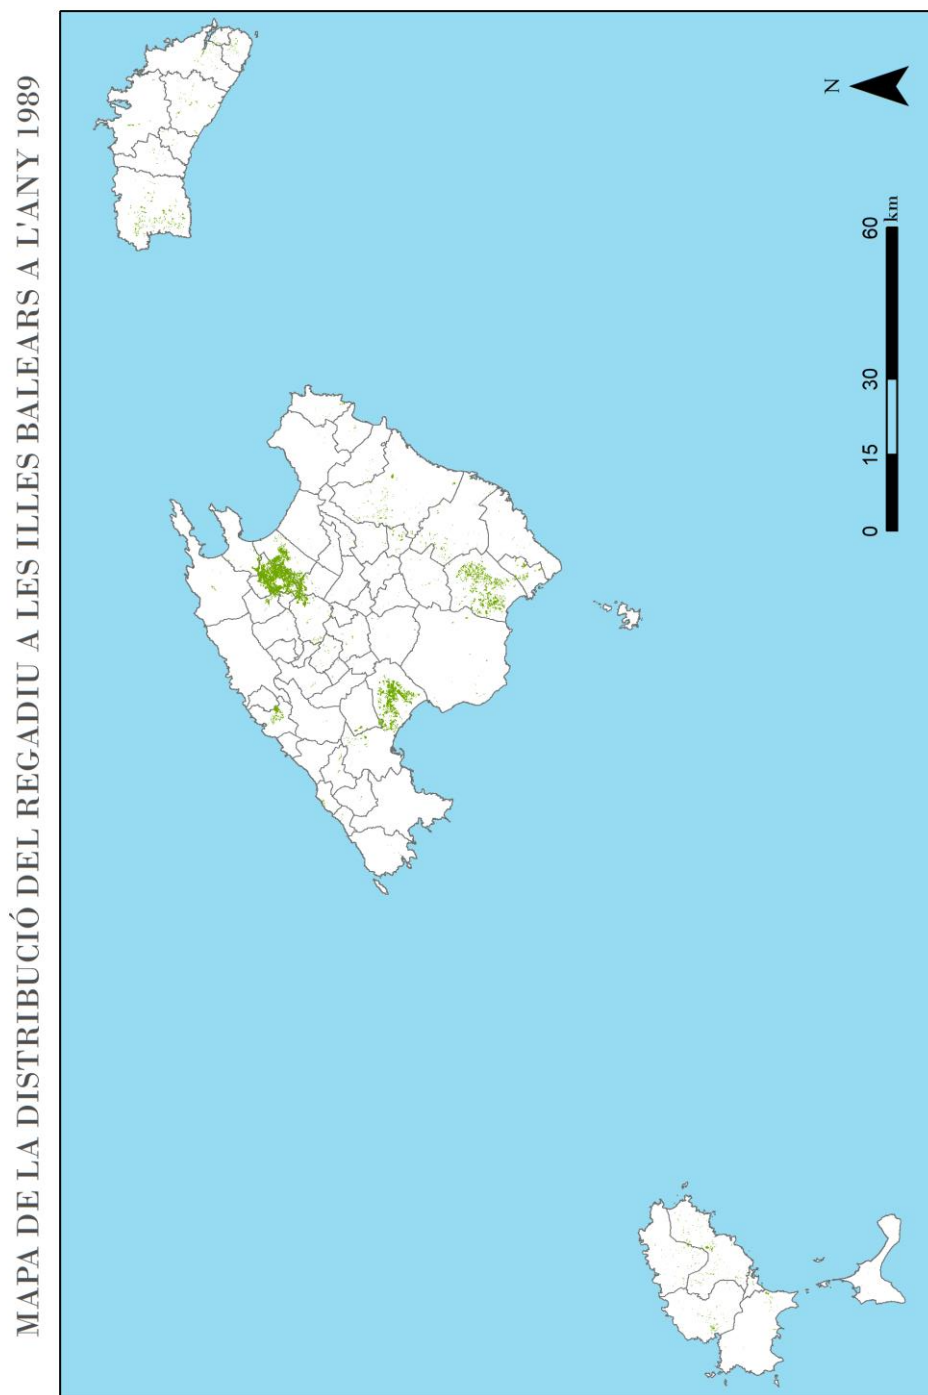 MAPA DE LA DISTRIBUCIÓ DEL REGADIU A LES ILLES BALEARS A L'ANY 1989
N
0 15 30 60
km